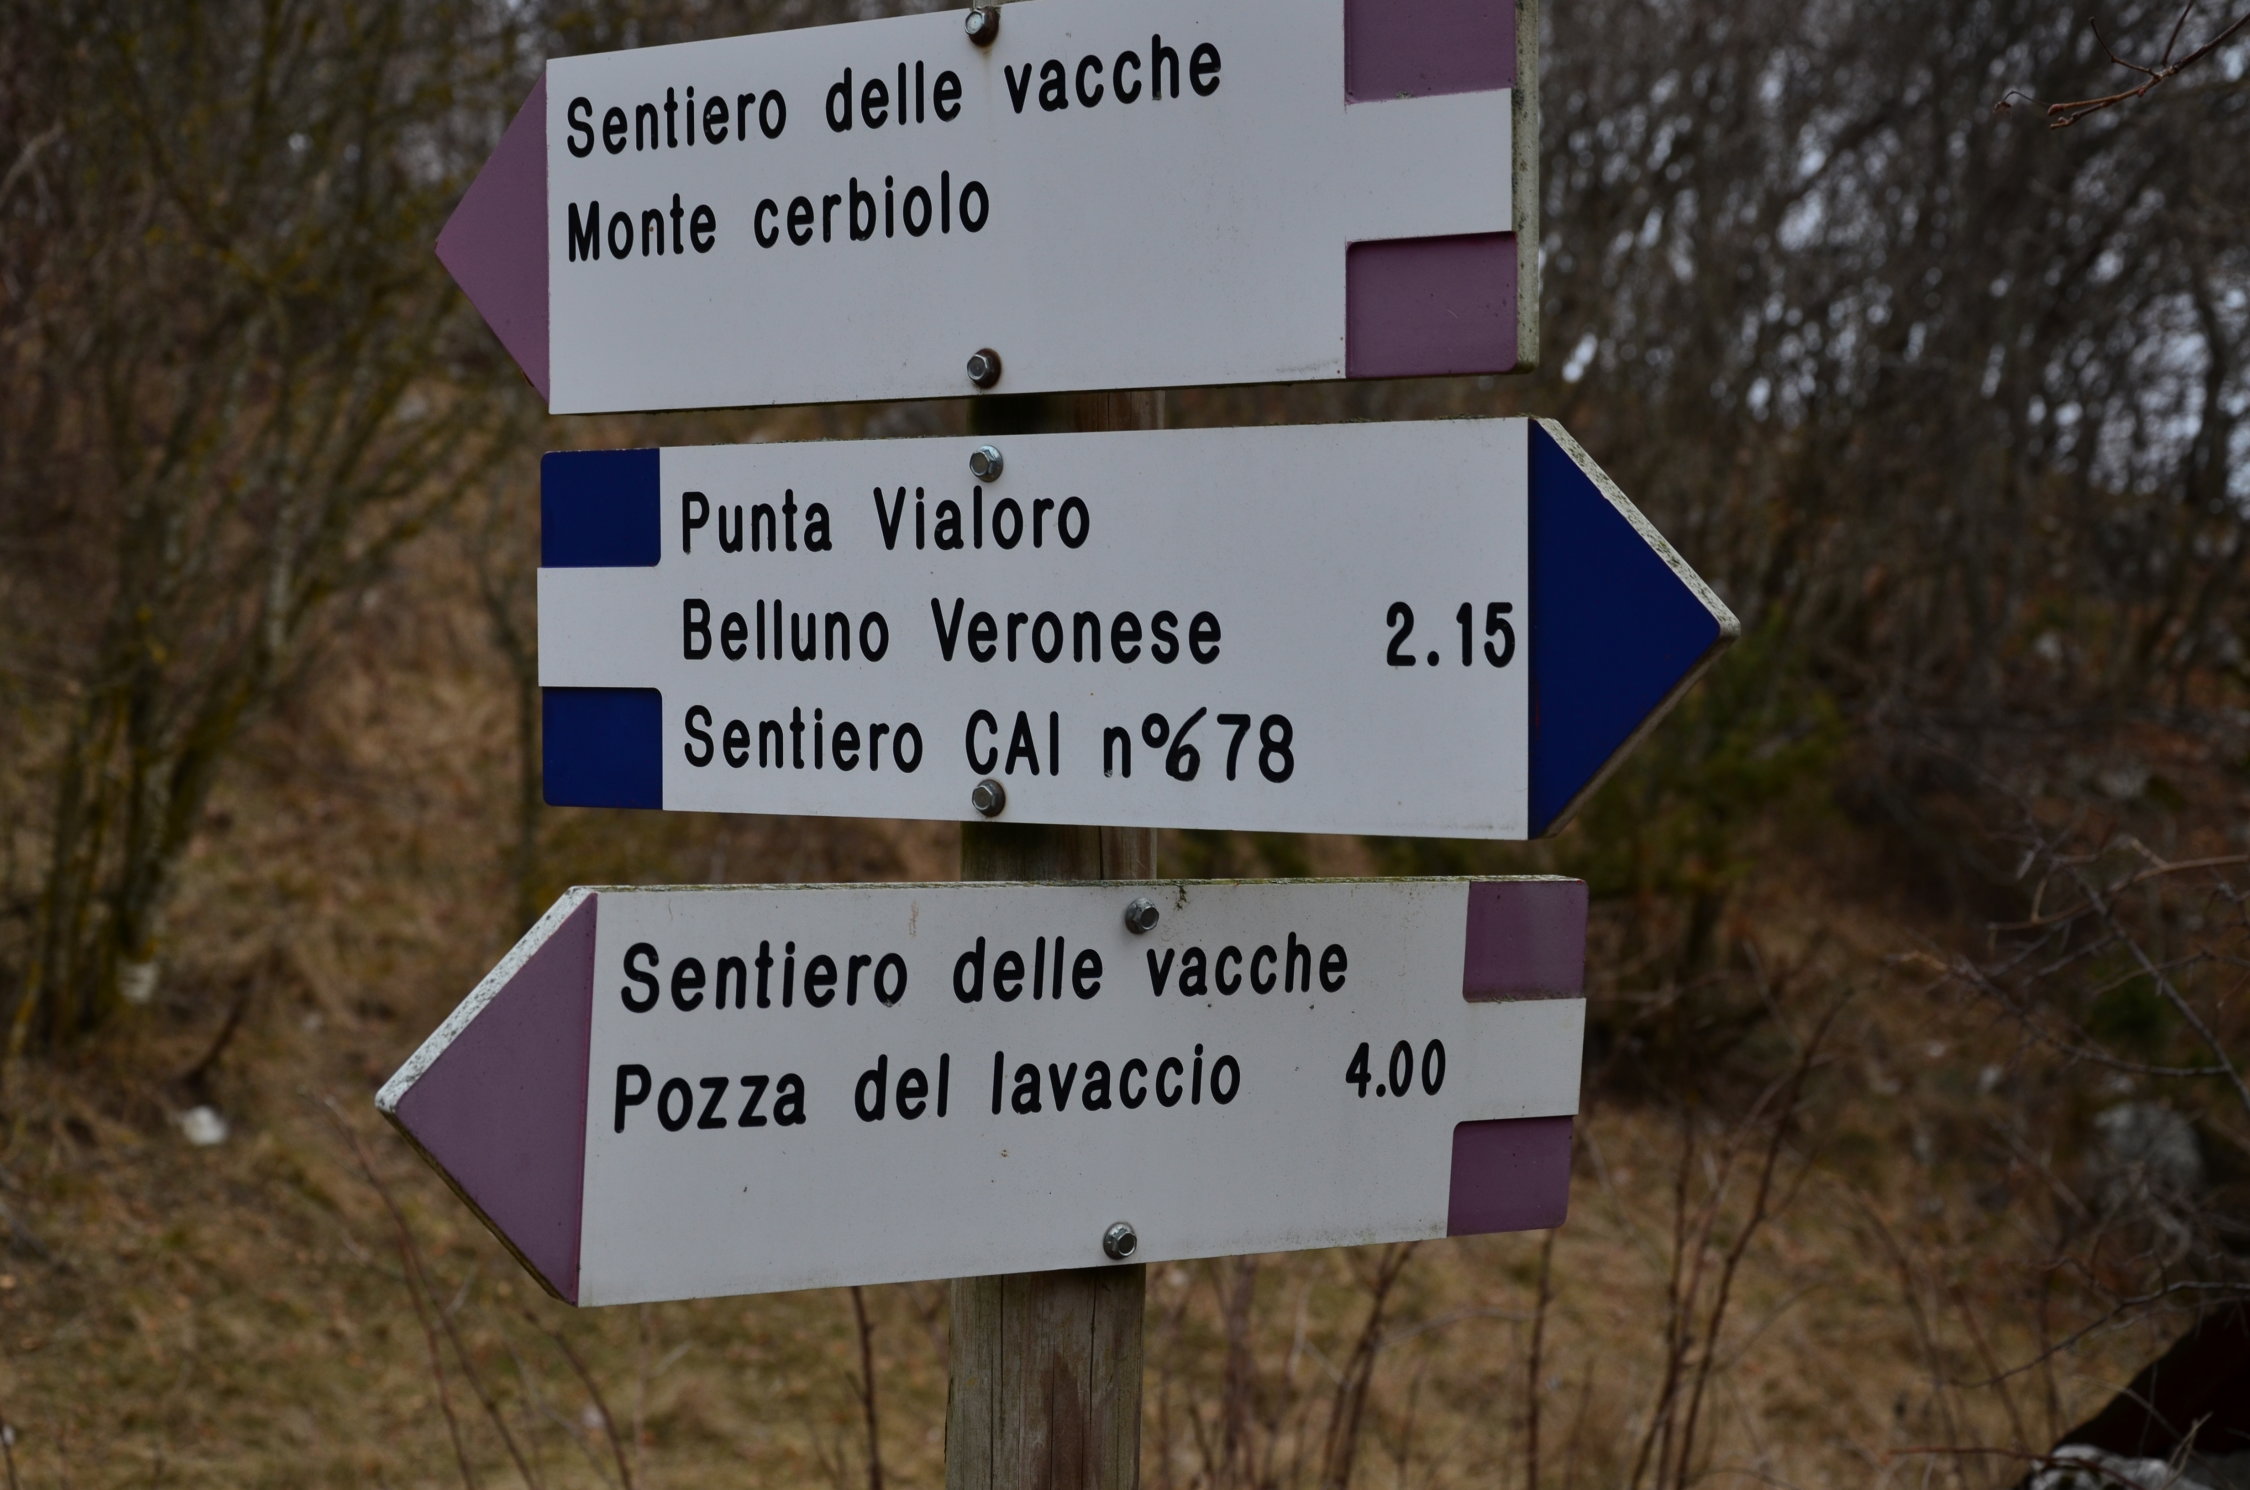 Sentiero delle vacche
Monte cerbiolo
Punta Vialoro
Belluno Veronese 2.15
Sentiero CAI n°678
Sentiero delle vacche
Pozza del lavaccio 4.00